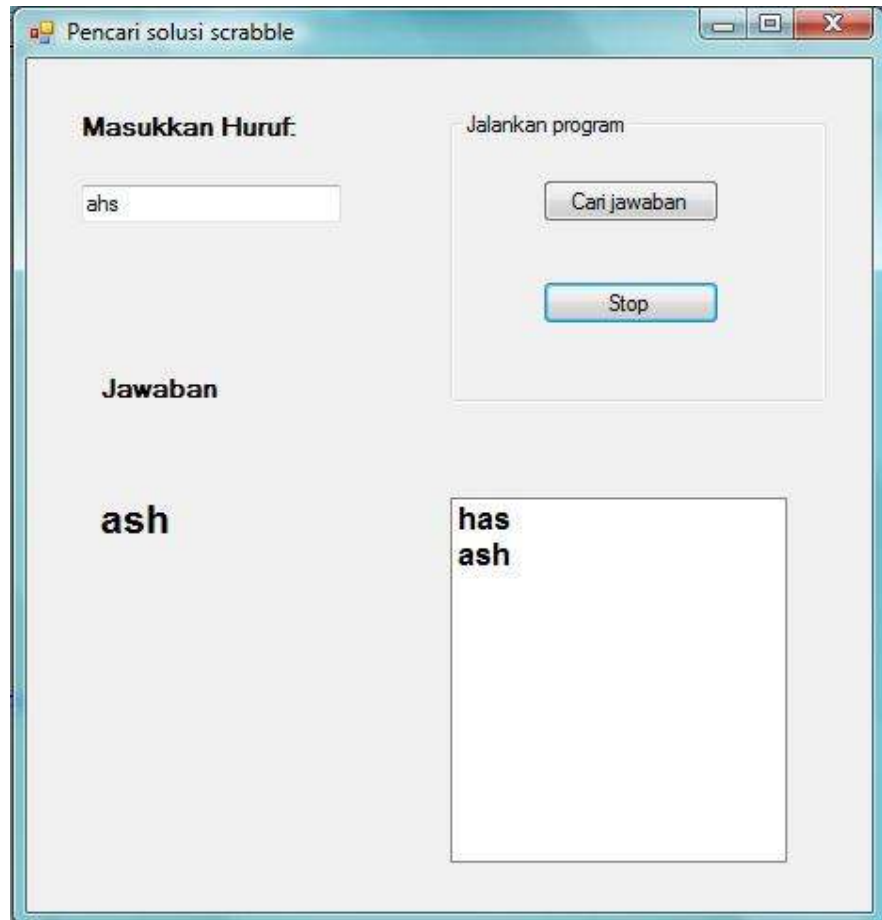 Pencari solusi scrabble
Masukkan Huruf:
ahs
Jalankan program
Cari jawaban
Stop
Jawaban
ash
has
ash